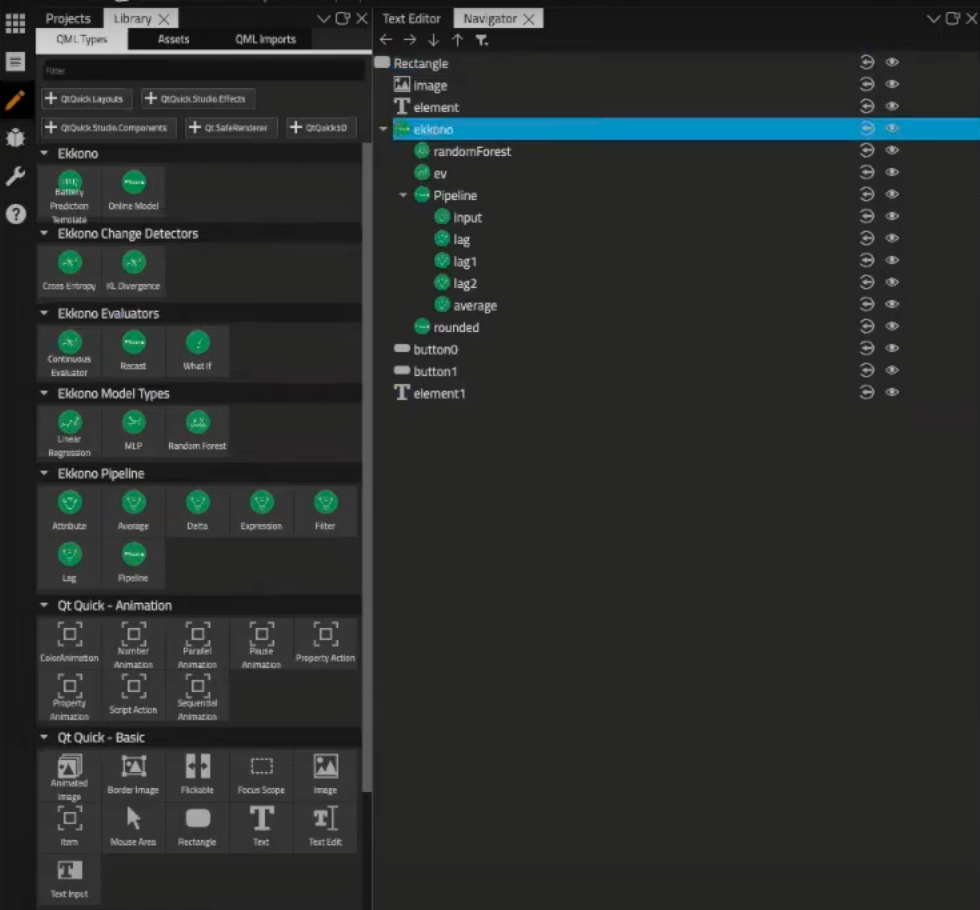 Projects Library
Text Editor Navigator
QML Types Assets QML Imports
Filter
QtQuick.Layouts QtQuick.Studio.Effects
QtQuick.Studio.Components Qt.SafeRenderer QtQuick3D
Ekkono
Battery Prediction Template Online Model
Ekkono Change Detectors
Cross Entropy KL Divergence
Ekkono Evaluators
Continuous Evaluator Recast What If
Ekkono Model Types
Linear Regression MLP Random Forest
Ekkono Pipeline
Attribute Average Delta Expression Filter
Lag Pipeline
Qt Quick - Animation
ColorAnimation Number Animation Parallel Animation Pause Animation Property Action
Property Animation Script Action Sequential Animation
Qt Quick - Basic
Animated Image Border Image Flickable Focus Scope Image
Item Mouse Area Rectangle Text Text Edit
Text Input
Rectangle
image
element
ekkono
randomForest
ev
Pipeline
input
lag
lag1
lag2
average
rounded
button0
button1
element1